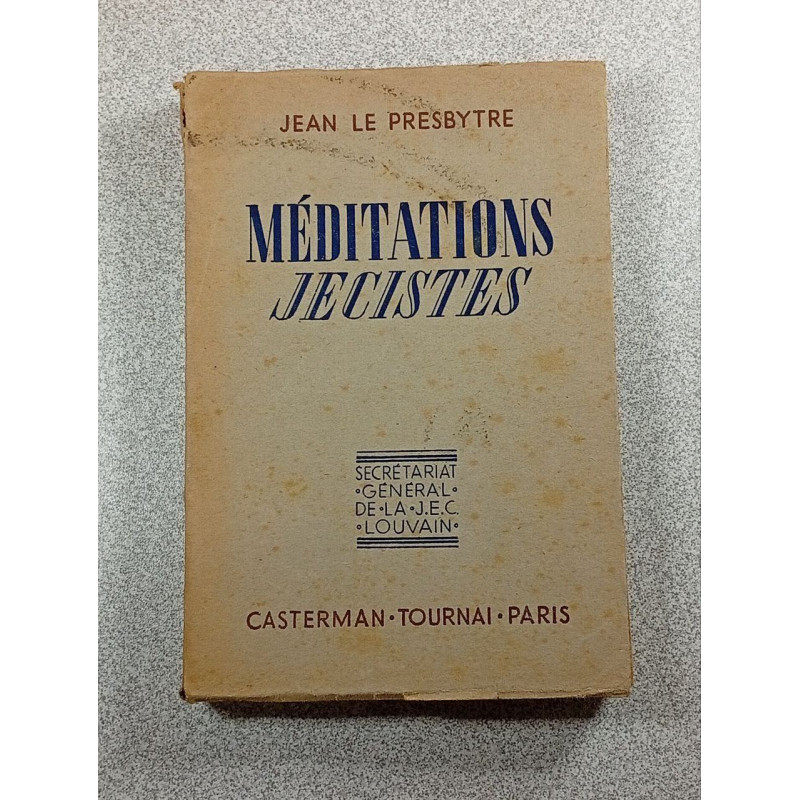 JEAN LE PRESBYTRE
MÉDITATIONS
JECISTES
SECRÉTARIAT
•GÉNÉRAL•
DE•LA•J.E.C.
•LOUVAIN•
CASTERMAN•TOURNAI•PARIS